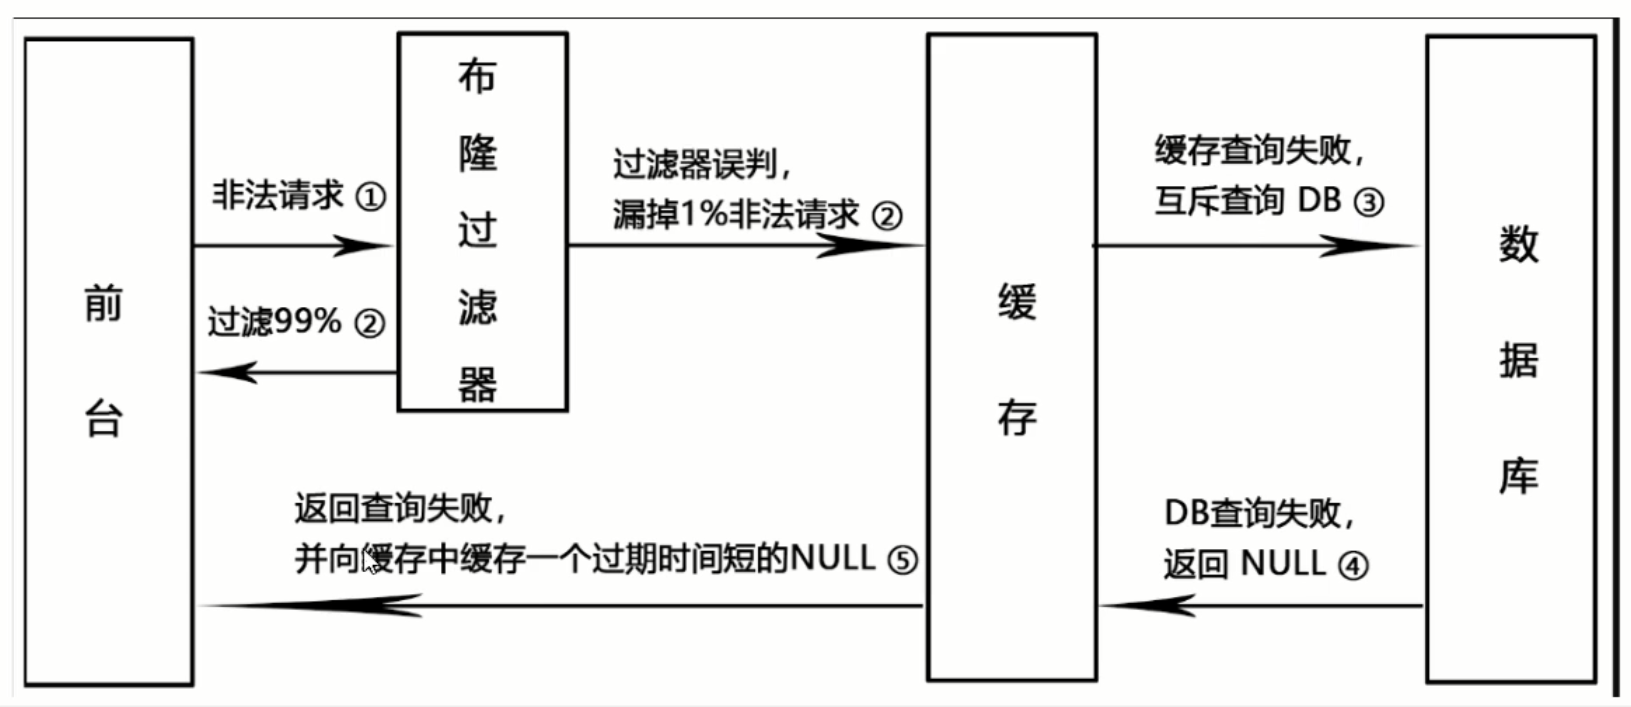 前台
非法请求 ①
过滤99% ②
布隆过滤器
过滤器误判，
漏掉1%非法请求 ②
缓存
缓存查询失败，
互斥查询 DB ③
数据库
DB查询失败，
返回 NULL ④
返回查询失败，
并向缓存中缓存一个过期时间短的NULL ⑤